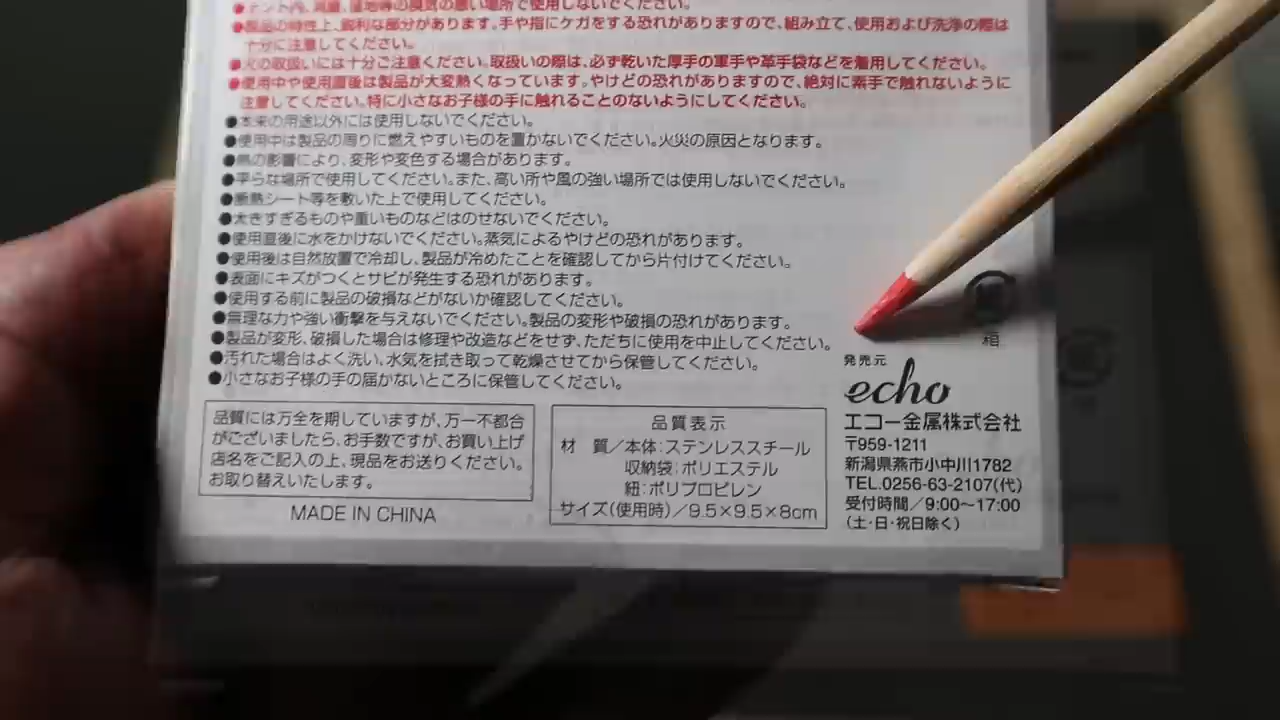 ●テント内、車庫、室内等の換気の悪い場所で使用しないでください。
●製品の特性上、鋭利な部分があります。手や指にケガをする恐れがありますので、組み立て、使用および洗浄の際は
十分に注意してください。
●火の取扱いには十分ご注意ください。取扱いの際は、必ず乾いた厚手の軍手や革手袋などを着用してください。
●使用中や使用直後は製品が大変熱くなっています。やけどの恐れがありますので、絶対に素手で触れないように
注意してください。特に小さなお子様の手に触れることのないようにしてください。
●本来の用途以外には使用しないでください。
●使用中は製品の周りに燃えやすいものを置かないでください。火災の原因となります。
●熱の影響により、変形や変色する場合があります。
●平らな場所で使用してください。また、高い所や風の強い場所では使用しないでください。
●断熱シート等を敷いた上で使用してください。
●大きすぎるものや重いものなどはのせないでください。
●使用直後に水をかけないでください。蒸気によるやけどの恐れがあります。
●使用後は自然放置で冷却し、製品が冷めたことを確認してから片付けてください。
●表面にキズがつくとサビが発生する恐れがあります。
●使用する前に製品の破損などがないか確認してください。
●無理な力や強い衝撃を与えないでください。製品の変形や破損の恐れがあります。
●製品が変形、破損した場合は修理や改造などをせず、ただちに使用を中止してください。
●汚れた場合はよく洗い、水気を拭き取って乾燥させてから保管してください。
●小さなお子様の手の届かないところに保管してください。
品質には万全を期していますが、万一不都合
がございましたら、お手数ですが、お買い上げ
店名をご記入の上、現品をお送りください。
お取り替えいたします。
MADE IN CHINA
品質表示
材 質／本体:ステンレススチール
収納袋:ポリエステル
紐:ポリプロピレン
サイズ(使用時)／9.5×9.5×8cm
箱
発売元
echo
エコー金属株式会社
〒959-1211
新潟県燕市小中川1782
TEL.0256-63-2107(代)
受付時間／9:00～17:00
(土・日・祝日除く)